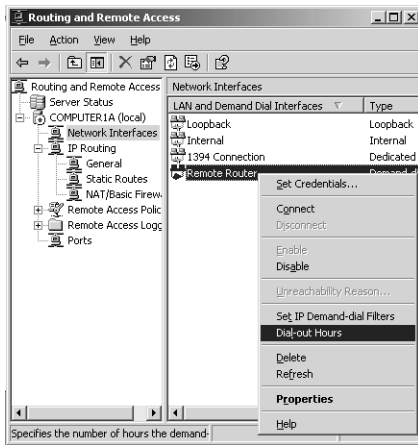 Routing and Remote Access
File Action View Help
Routing and Remote Access
Server Status
COMPUTER1A (local)
Network Interfaces
IP Routing
General
Static Routes
NAT/Basic Firew
Remote Access Polic
Remote Access Logg
Ports
Network Interfaces
LAN and Demand Dial Interfaces Type
Loopback Loopback
Internal Internal
1394 Connection Dedicated
Remote Router Demand-di
Set Credentials...
Connect
Disconnect
Enable
Disable
Unreachability Reason...
Set IP Demand-dial Filters
Dial-out Hours
Delete
Refresh
Properties
Help
Specifies the number of hours the demand-